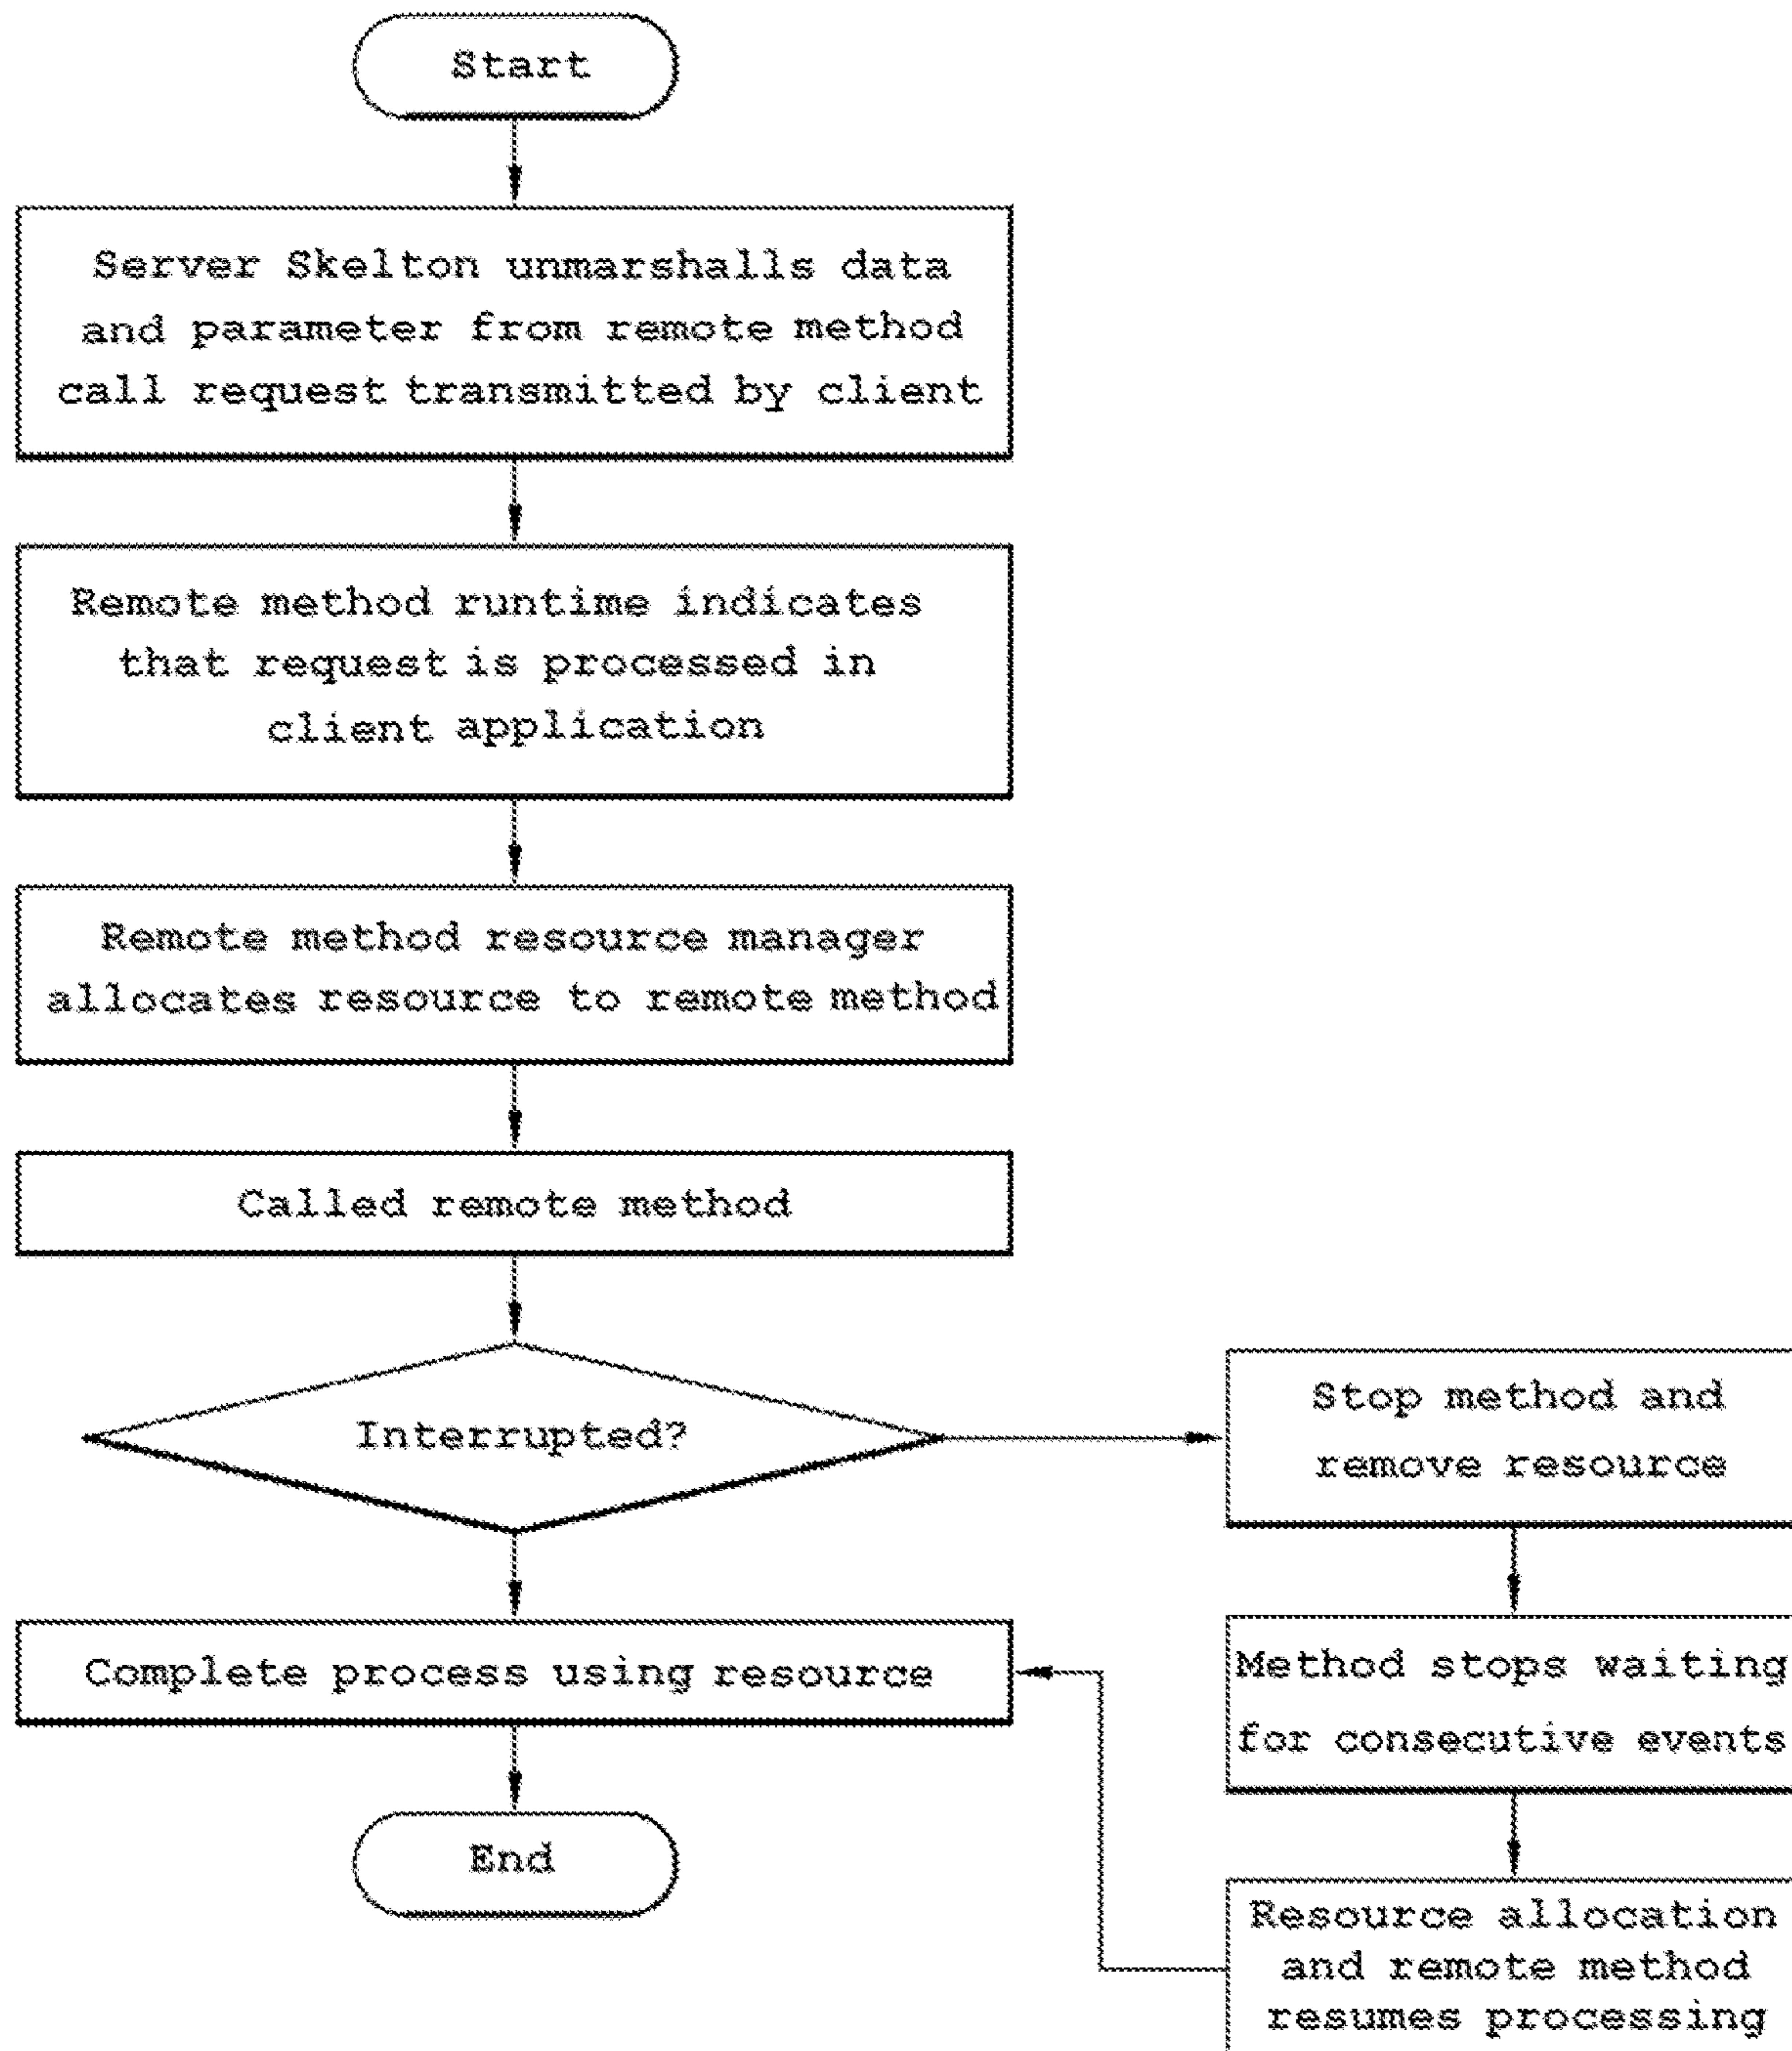 Start
Server Skelton unmarshalls data
and parameter from remote method
call request transmitted by client
Remote method runtime indicates
that request is processed in
client application
Remote method resource manager
allocates resource to remote method
Called remote method
Interrupted?
Stop method and
remove resource
Complete process using resource
Method stops waiting
for consecutive events
End
Resource allocation
and remote method
resumes processing